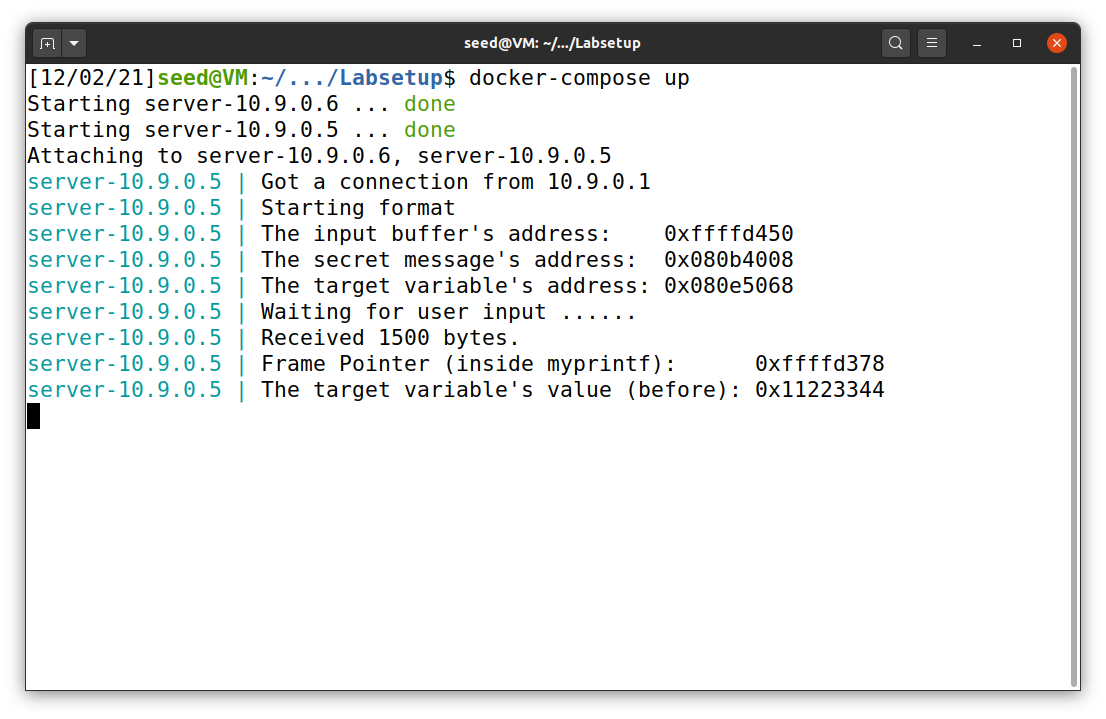 seed@VM: ~/.../Labsetup
[12/02/21]seed@VM:~/.../Labsetup$ docker-compose up
Starting server-10.9.0.6 ... done
Starting server-10.9.0.5 ... done
Attaching to server-10.9.0.6, server-10.9.0.5
server-10.9.0.5 | Got a connection from 10.9.0.1
server-10.9.0.5 | Starting format
server-10.9.0.5 | The input buffer's address:    0xffffd450
server-10.9.0.5 | The secret message's address:  0x080b4008
server-10.9.0.5 | The target variable's address: 0x080e5068
server-10.9.0.5 | Waiting for user input ......
server-10.9.0.5 | Received 1500 bytes.
server-10.9.0.5 | Frame Pointer (inside myprintf):      0xffffd378
server-10.9.0.5 | The target variable's value (before): 0x11223344